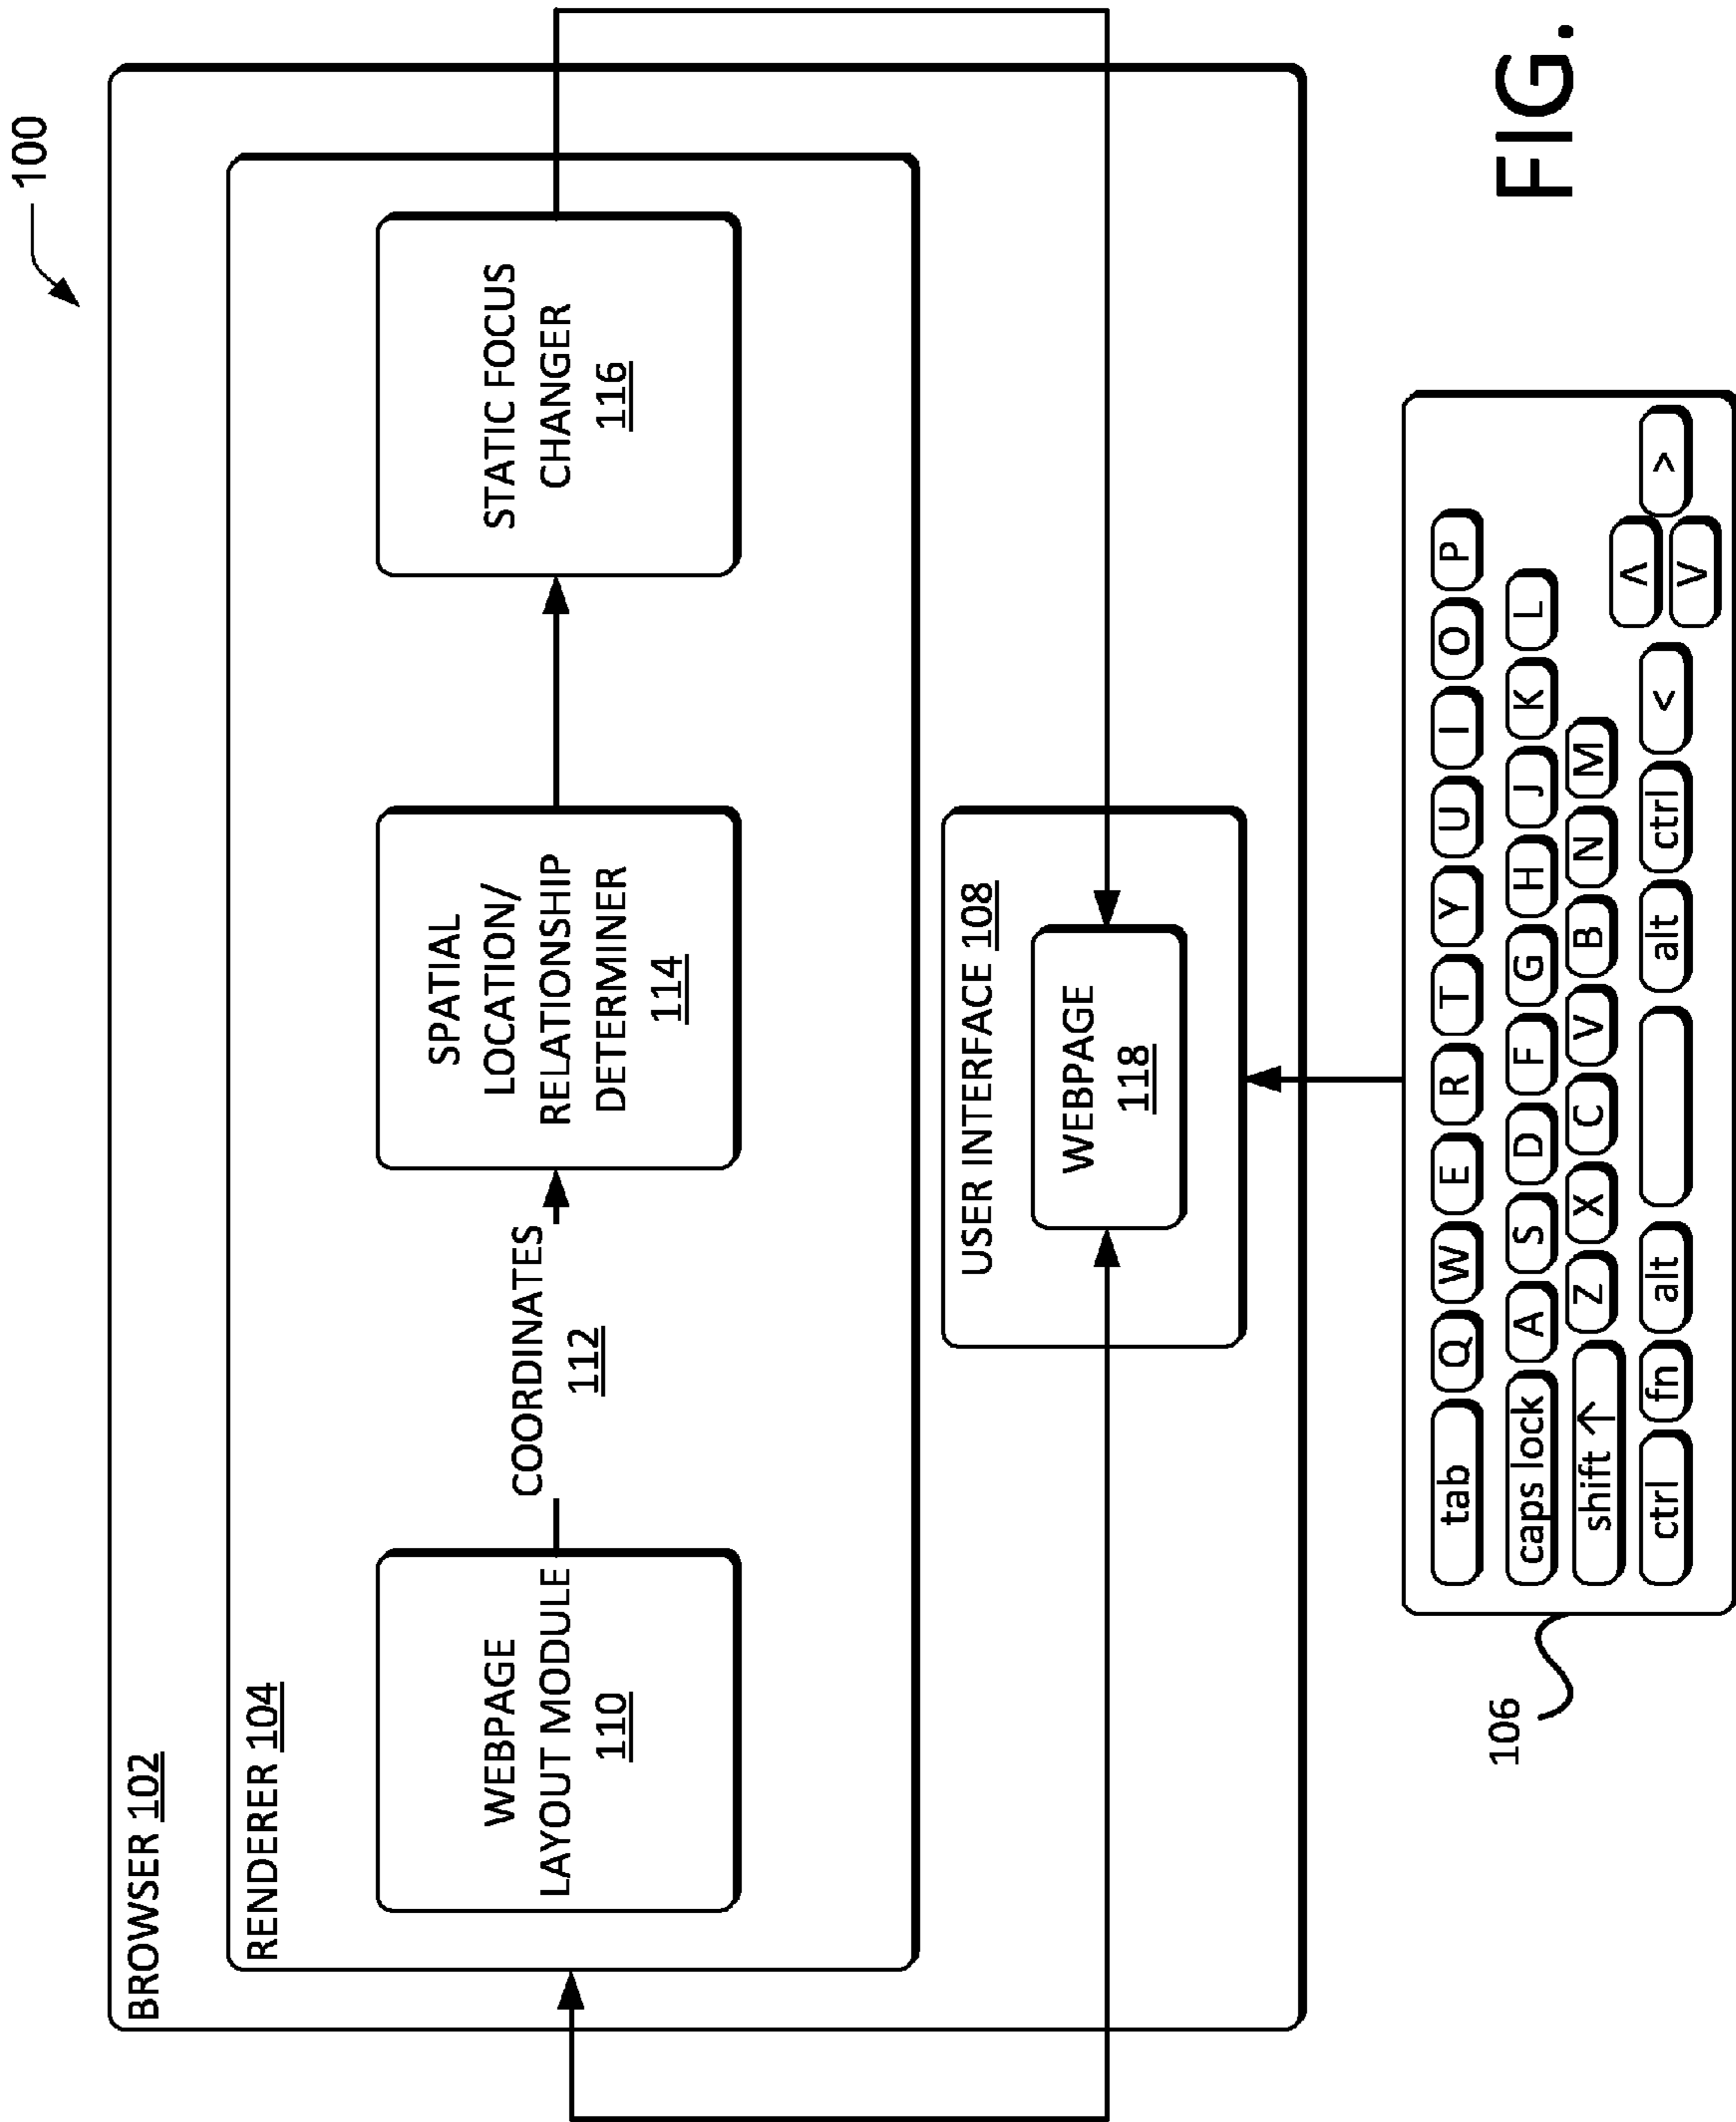 100
BROWSER 102
RENDERER 104
WEBPAGE
LAYOUT MODULE
110
COORDINATES
112
SPATIAL
LOCATION/
RELATIONSHIP
DETERMINER
114
STATIC FOCUS
CHANGER
116
USER INTERFACE 108
WEBPAGE
118
106
tab Q W E R T Y U I O P
caps lock A S D F G H J K L
shift ↑ Z X C V B N M
ctrl fn alt alt ctrl < ^ V >
FIG.